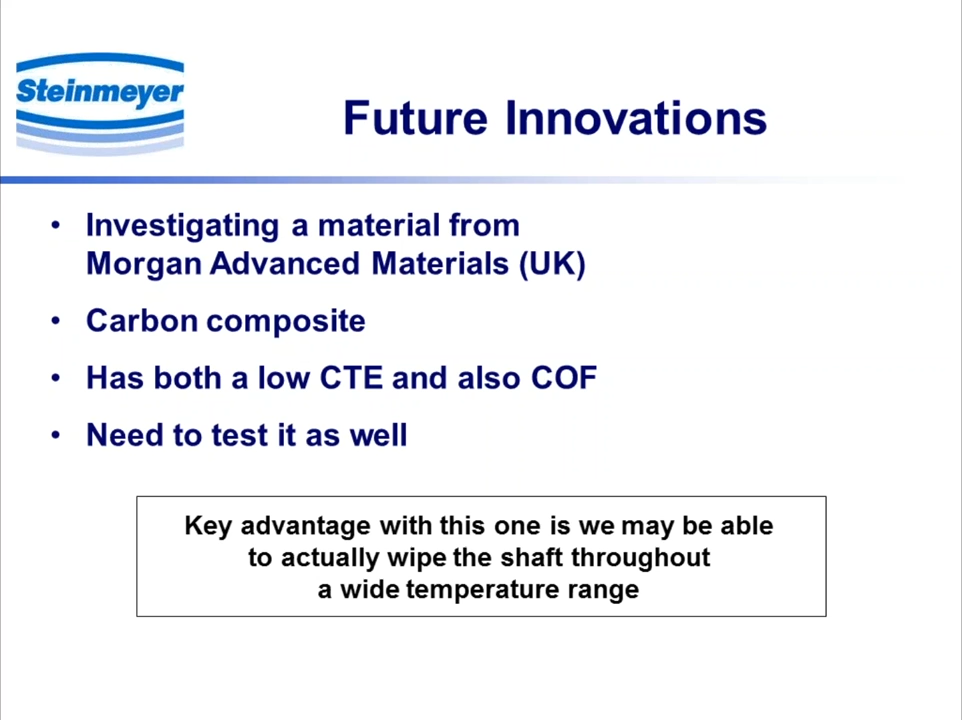 Steinmeyer
Future Innovations
• Investigating a material from
Morgan Advanced Materials (UK)
• Carbon composite
• Has both a low CTE and also COF
• Need to test it as well
Key advantage with this one is we may be able
to actually wipe the shaft throughout
a wide temperature range